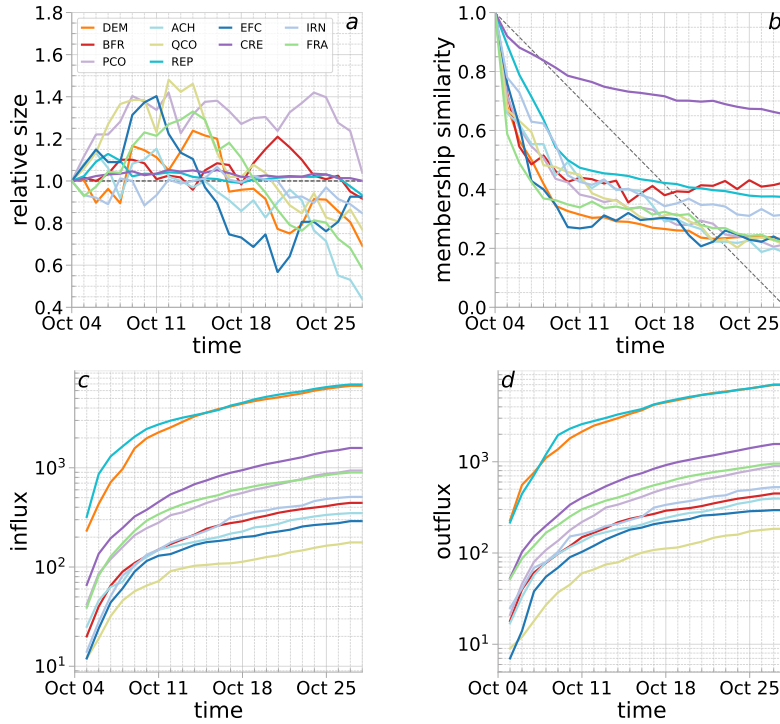 1.8
1.6
1.4
1.2
1.0
0.8
0.6
0.4
relative size
DEM ACH EFC IRN
BFR QCO CRE FRA
PCO REP
a
Oct 04 Oct 11 Oct 18 Oct 25
time
1.0
0.8
0.6
0.4
0.2
0.0
membership similarity
b
Oct 04 Oct 11 Oct 18 Oct 25
time
c
10³
10²
10¹
influx
Oct 04 Oct 11 Oct 18 Oct 25
time
d
10³
10²
10¹
outflux
Oct 04 Oct 11 Oct 18 Oct 25
time